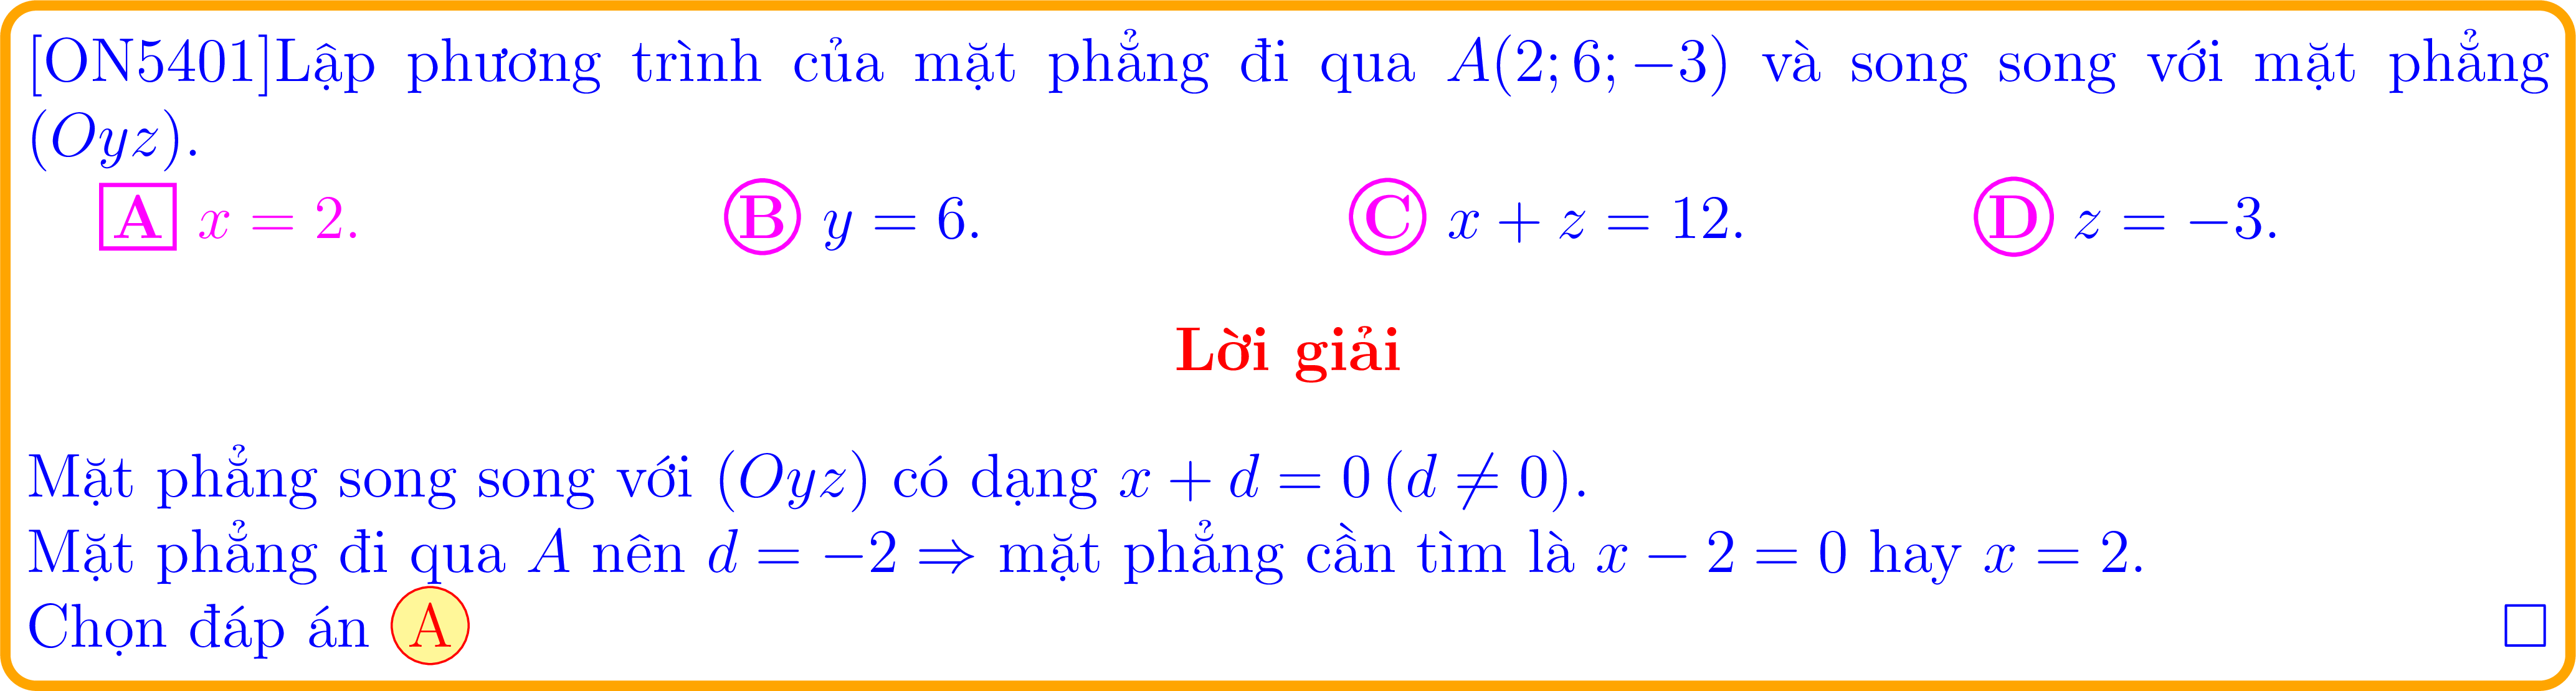 [ON5401]Lập phương trình của mặt phẳng đi qua A(2; 6; −3) và song song với mặt phẳng
(Oyz).
A x = 2. B y = 6. C x + z = 12. D z = −3.
Lời giải
Mặt phẳng song song với (Oyz) có dạng x + d = 0 (d ≠ 0).
Mặt phẳng đi qua A nên d = −2 ⇒ mặt phẳng cần tìm là x − 2 = 0 hay x = 2.
Chọn đáp án A □